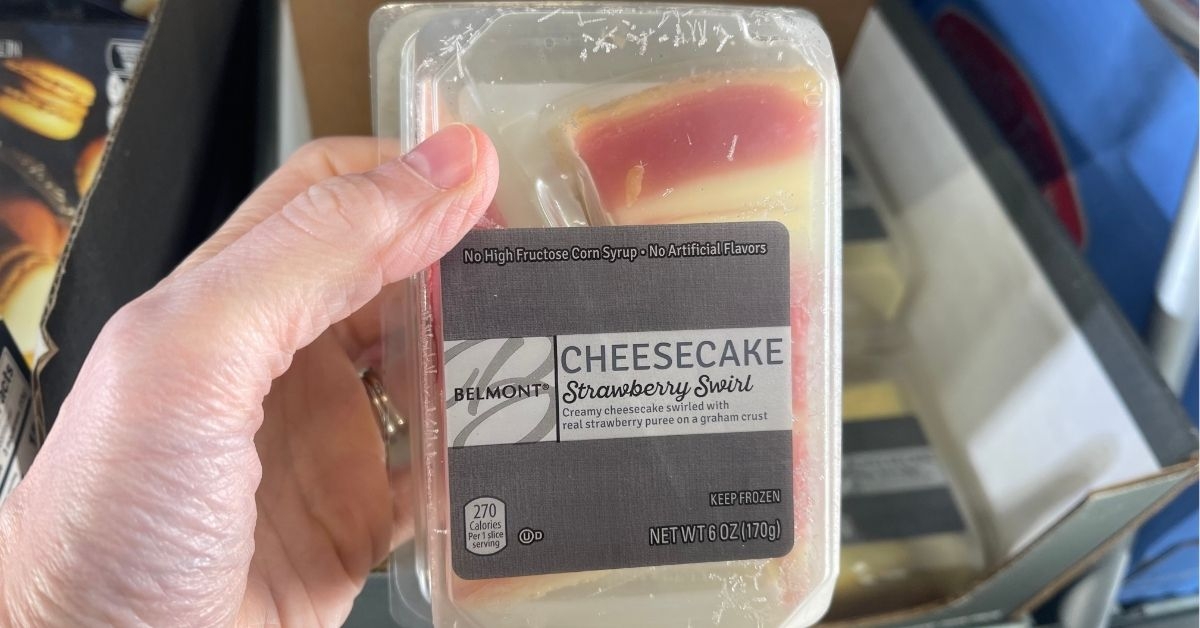 No High Fructose Corn Syrup • No Artificial Flavors
BELMONT®
CHEESECAKE
Strawberry Swirl
Creamy cheesecake swirled with
real strawberry puree on a graham crust
270
Calories
Per 1 slice
serving
UD
KEEP FROZEN
NET WT 6 OZ (170g)